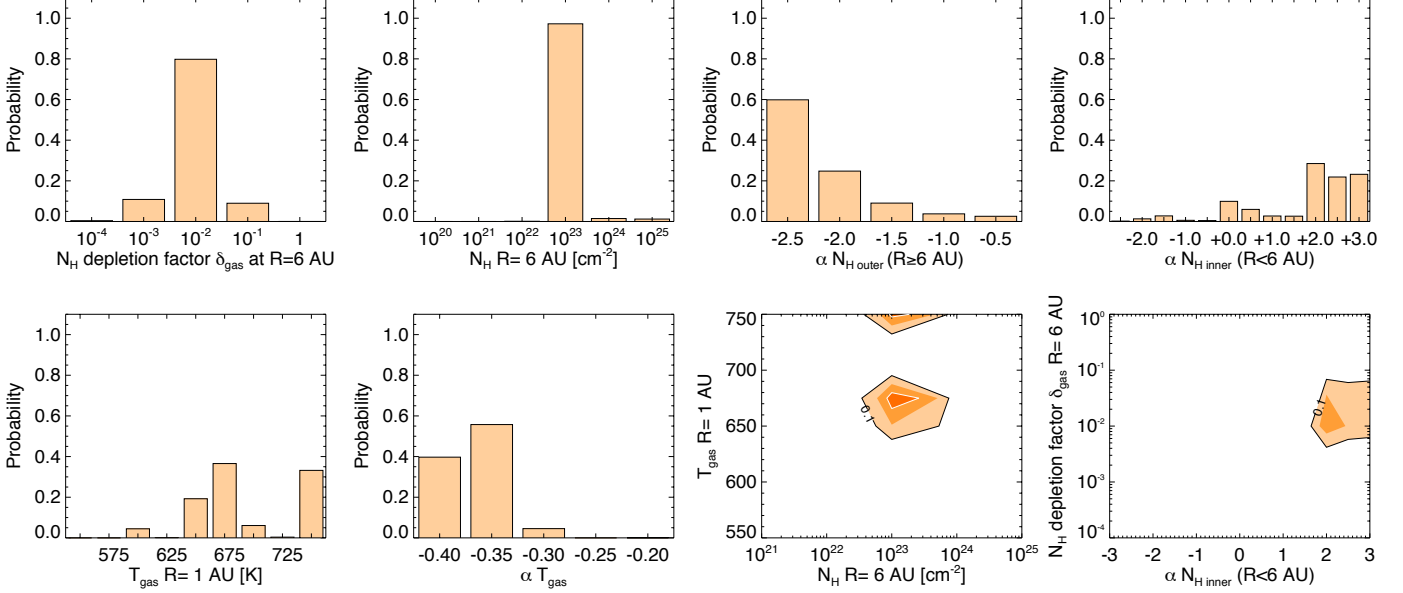 Probability
1.0
0.8
0.6
0.4
0.2
0.0
10⁻⁴ 10⁻³ 10⁻² 10⁻¹ 1
N_H depletion factor δ_gas at R=6 AU
Probability
1.0
0.8
0.6
0.4
0.2
0.0
10²⁰ 10²¹ 10²² 10²³ 10²⁴ 10²⁵
N_H R= 6 AU [cm⁻²]
Probability
1.0
0.8
0.6
0.4
0.2
0.0
-2.5 -2.0 -1.5 -1.0 -0.5
α N_H outer (R≥6 AU)
Probability
1.0
0.8
0.6
0.4
0.2
0.0
-2.0 -1.0 +0.0 +1.0 +2.0 +3.0
α N_H inner (R<6 AU)
Probability
1.0
0.8
0.6
0.4
0.2
0.0
575 625 675 725
T_gas R= 1 AU [K]
Probability
1.0
0.8
0.6
0.4
0.2
0.0
-0.40 -0.35 -0.30 -0.25 -0.20
α T_gas
T_gas R= 1 AU
750
700
650
600
550
0.1
10²¹ 10²² 10²³ 10²⁴ 10²⁵
N_H R= 6 AU [cm⁻²]
N_H depletion factor δ_gas R= 6 AU
10⁰
10⁻¹
10⁻²
10⁻³
10⁻⁴
0.1
-3 -2 -1 0 1 2 3
α N_H inner (R<6 AU)